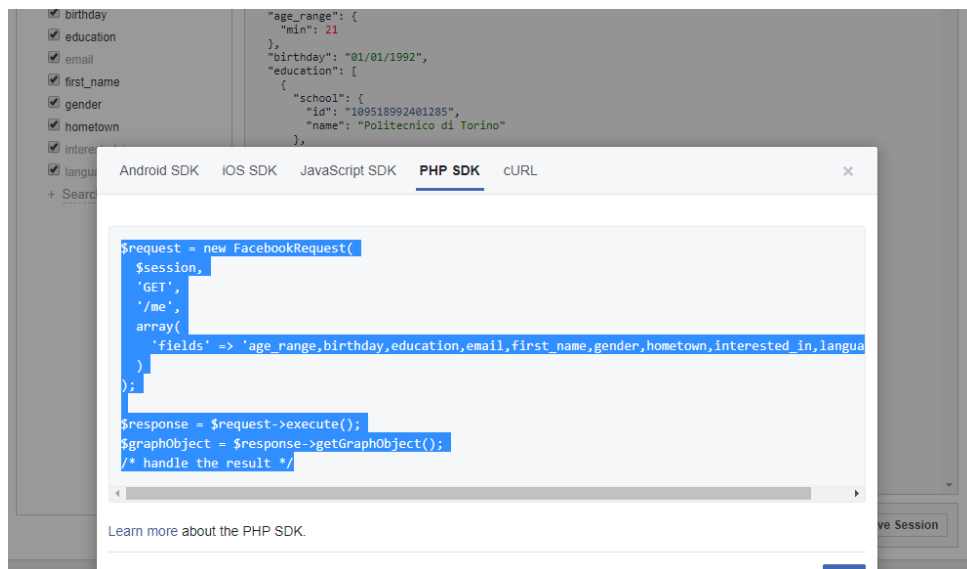 birthday
education
email
first_name
gender
hometown
+ Searc
"age_range": {
"min": 21
},
"birthday": "01/01/1992",
"education": [
{
"school": {
"id": "109518992401285",
"name": "Politecnico di Torino"
},
Android SDK iOS SDK JavaScript SDK PHP SDK cURL ×
$request = new FacebookRequest(
$session,
'GET',
'/me',
array(
'fields' => 'age_range,birthday,education,email,first_name,gender,hometown,interested_in,langua
)
);
$response = $request->execute();
$graphObject = $response->getGraphObject();
/* handle the result */
Learn more about the PHP SDK.
ve Session